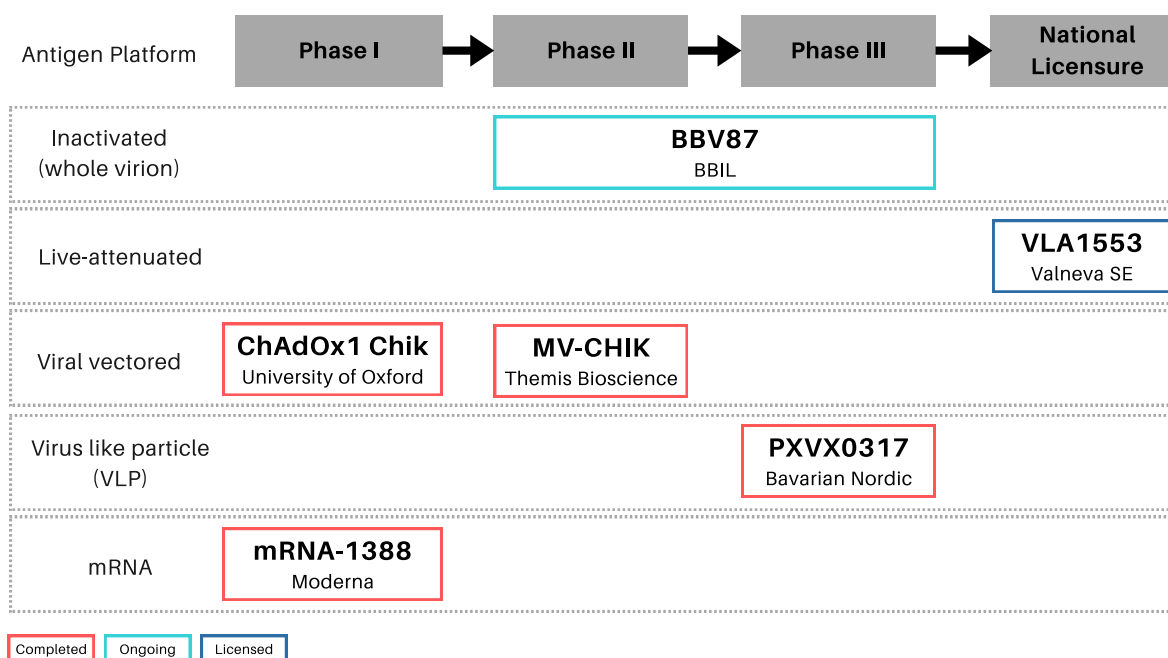 Antigen Platform
Phase I
Phase II
Phase III
National
Licensure
Inactivated
(whole virion)
BBV87
BBIL
Live-attenuated
VLA1553
Valneva SE
Viral vectored
ChAdOx1 Chik
University of Oxford
MV-CHIK
Themis Bioscience
Virus like particle
(VLP)
PXVX0317
Bavarian Nordic
mRNA
mRNA-1388
Moderna
Completed
Ongoing
Licensed